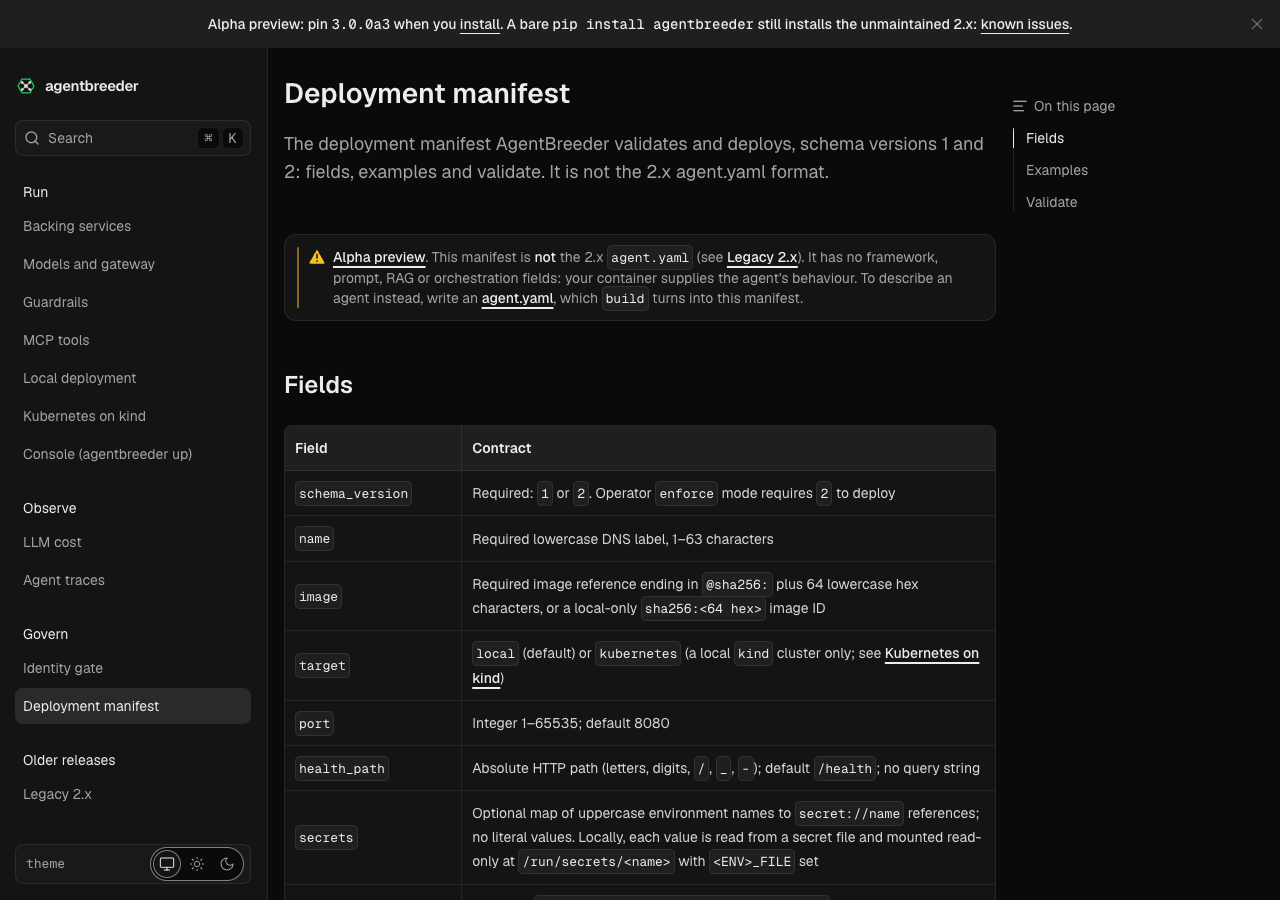 Alpha preview: pin 3.0.0a3 when you install. A bare pip install agentbreeder still installs the unmaintained 2.x: known issues.
agentbreeder
Search ⌘ K
Run
Backing services
Models and gateway
Guardrails
MCP tools
Local deployment
Kubernetes on kind
Console (agentbreeder up)
Observe
LLM cost
Agent traces
Govern
Identity gate
Deployment manifest
Older releases
Legacy 2.x
theme
Deployment manifest
The deployment manifest AgentBreeder validates and deploys, schema versions 1 and
2: fields, examples and validate. It is not the 2.x agent.yaml format.
Alpha preview. This manifest is not the 2.x agent.yaml (see Legacy 2.x). It has no framework,
prompt, RAG or orchestration fields: your container supplies the agent's behaviour. To describe an
agent instead, write an agent.yaml, which build turns into this manifest.
Fields
Field Contract
schema_version Required: 1 or 2. Operator enforce mode requires 2 to deploy
name Required lowercase DNS label, 1–63 characters
image Required image reference ending in @sha256: plus 64 lowercase hex
characters, or a local-only sha256:<64 hex> image ID
target local (default) or kubernetes (a local kind cluster only; see Kubernetes on
kind)
port Integer 1–65535; default 8080
health_path Absolute HTTP path (letters, digits, /, _, -); default /health; no query string
secrets Optional map of uppercase environment names to secret://name references;
no literal values. Locally, each value is read from a secret file and mounted read-
only at /run/secrets/<name> with <ENV>_FILE set
On this page
Fields
Examples
Validate